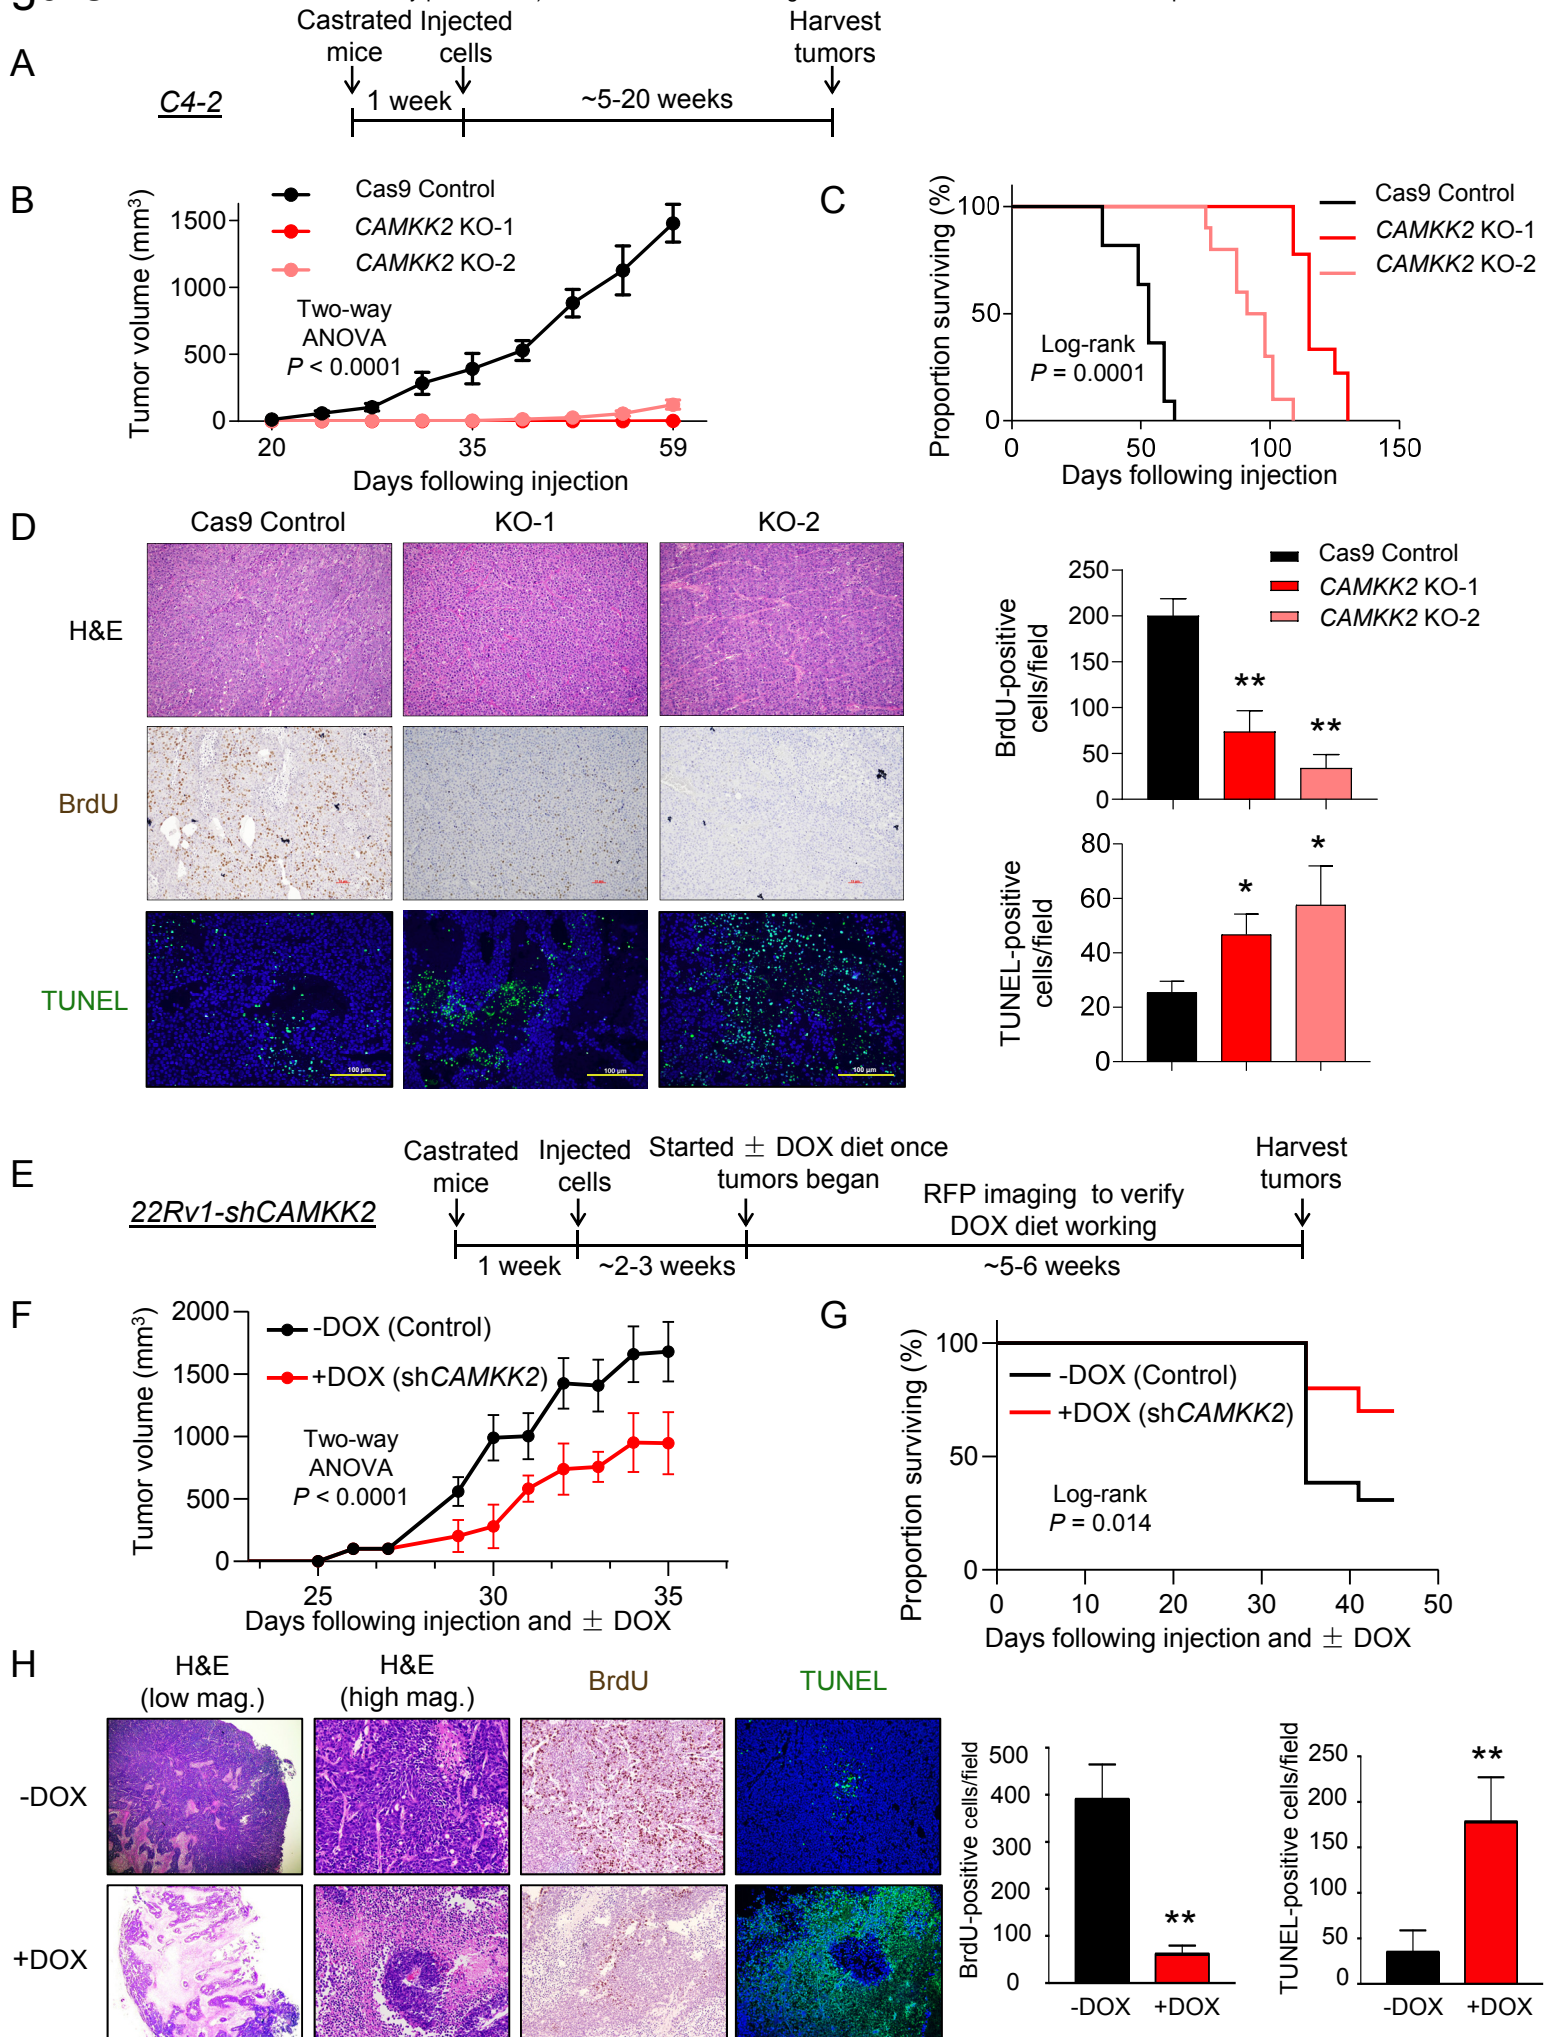 A
Castrated mice
Injected cells
Harvest tumors
C4-2
1 week
~5-20 weeks
B
Tumor volume (mm³)
1500
1000
500
0
Cas9 Control
CAMKK2 KO-1
CAMKK2 KO-2
Two-way
ANOVA
P < 0.0001
20
35
59
Days following injection
C
Proportion surviving (%)
100
50
0
Cas9 Control
CAMKK2 KO-1
CAMKK2 KO-2
Log-rank
P = 0.0001
0
50
100
150
Days following injection
D
Cas9 Control
KO-1
KO-2
H&E
BrdU
TUNEL
100 μm
100 μm
100 μm
BrdU-positive
cells/field
250
200
150
100
50
0
Cas9 Control
CAMKK2 KO-1
CAMKK2 KO-2
**
**
TUNEL-positive
cells/field
80
60
40
20
0
*
*
E
22Rv1-shCAMKK2
Castrated mice
Injected cells
Started ± DOX diet once
tumors began
RFP imaging to verify
DOX diet working
Harvest tumors
1 week
~2-3 weeks
~5-6 weeks
F
Tumor volume (mm³)
2000
1500
1000
500
0
-DOX (Control)
+DOX (shCAMKK2)
Two-way
ANOVA
P < 0.0001
25
30
35
Days following injection and ± DOX
G
Proportion surviving (%)
100
50
0
-DOX (Control)
+DOX (shCAMKK2)
Log-rank
P = 0.014
0
10
20
30
40
50
Days following injection and ± DOX
H
H&E
(low mag.)
H&E
(high mag.)
BrdU
TUNEL
-DOX
+DOX
BrdU-positive cells/field
500
400
300
200
100
0
**
-DOX
+DOX
TUNEL-positive cells/field
250
200
150
100
50
0
**
-DOX
+DOX